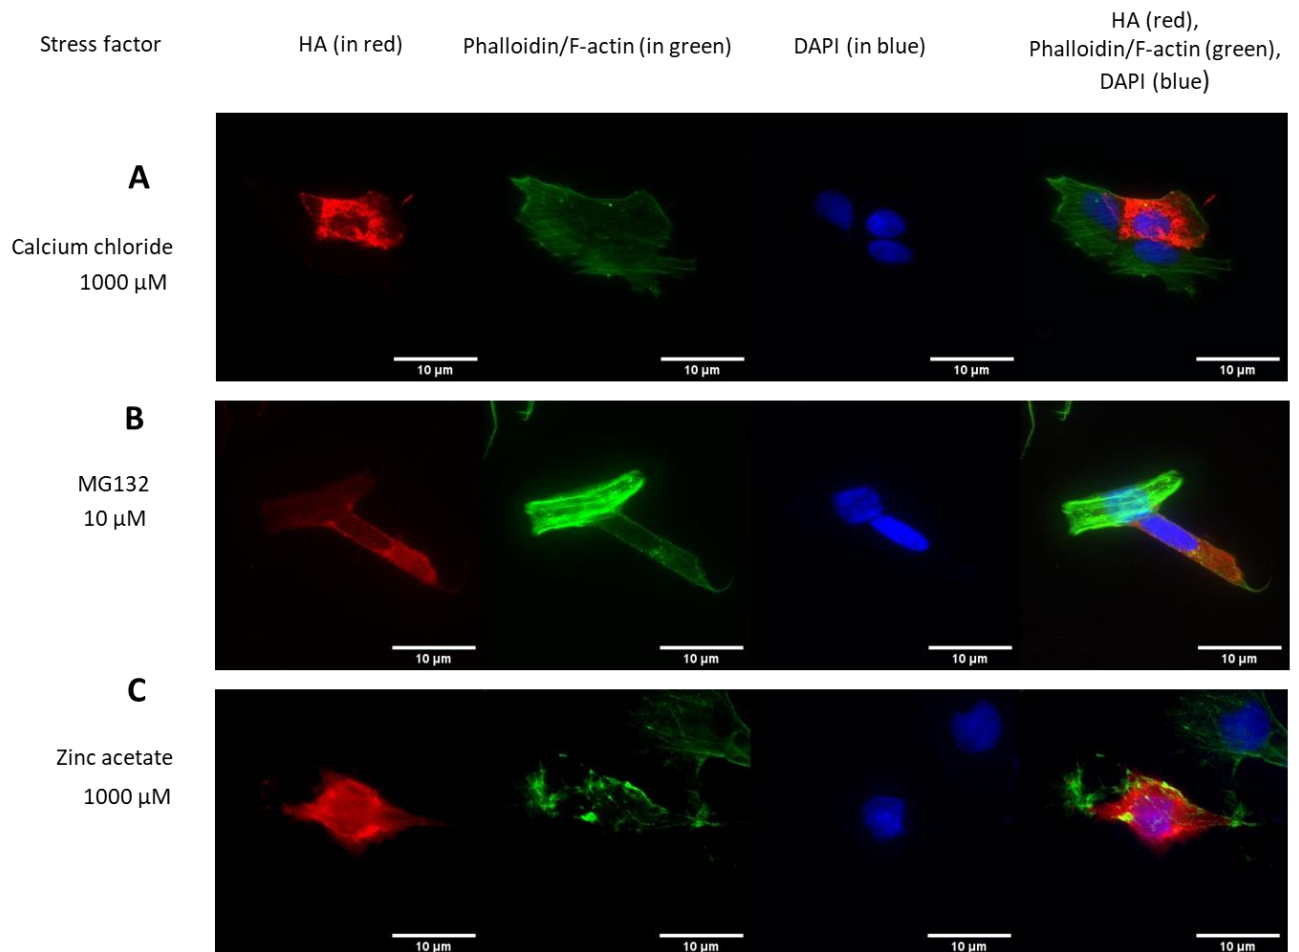 Stress factor
HA (in red)
Phalloidin/F-actin (in green)
DAPI (in blue)
HA (red),
Phalloidin/F-actin (green),
DAPI (blue)
A
Calcium chloride
1000 µM
10 µm
10 µm
10 µm
10 µm
B
MG132
10 µM
10 µm
10 µm
10 µm
10 µm
C
Zinc acetate
1000 µM
10 µm
10 µm
10 µm
10 µm